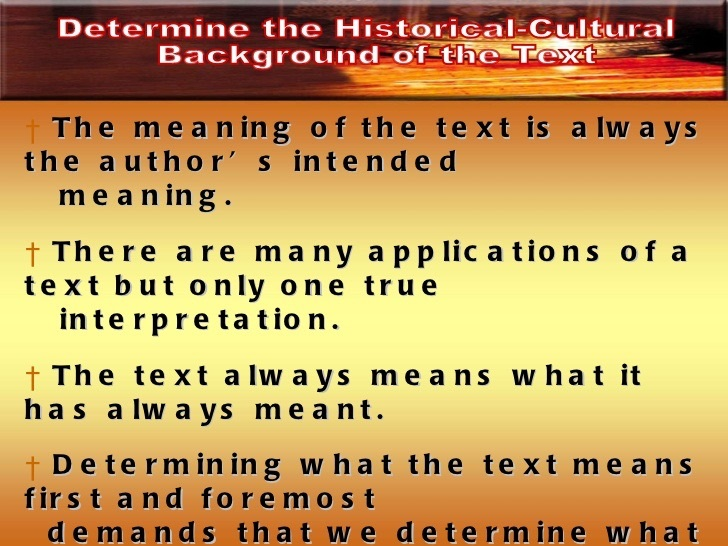 Determine the Historical-Cultural
Background of the Text
† The meaning of the text is always
the author’s intended
meaning.
† There are many applications of a
text but only one true
interpretation.
† The text always means what it
has always meant.
† Determining what the text means
first and foremost
demands that we determine what